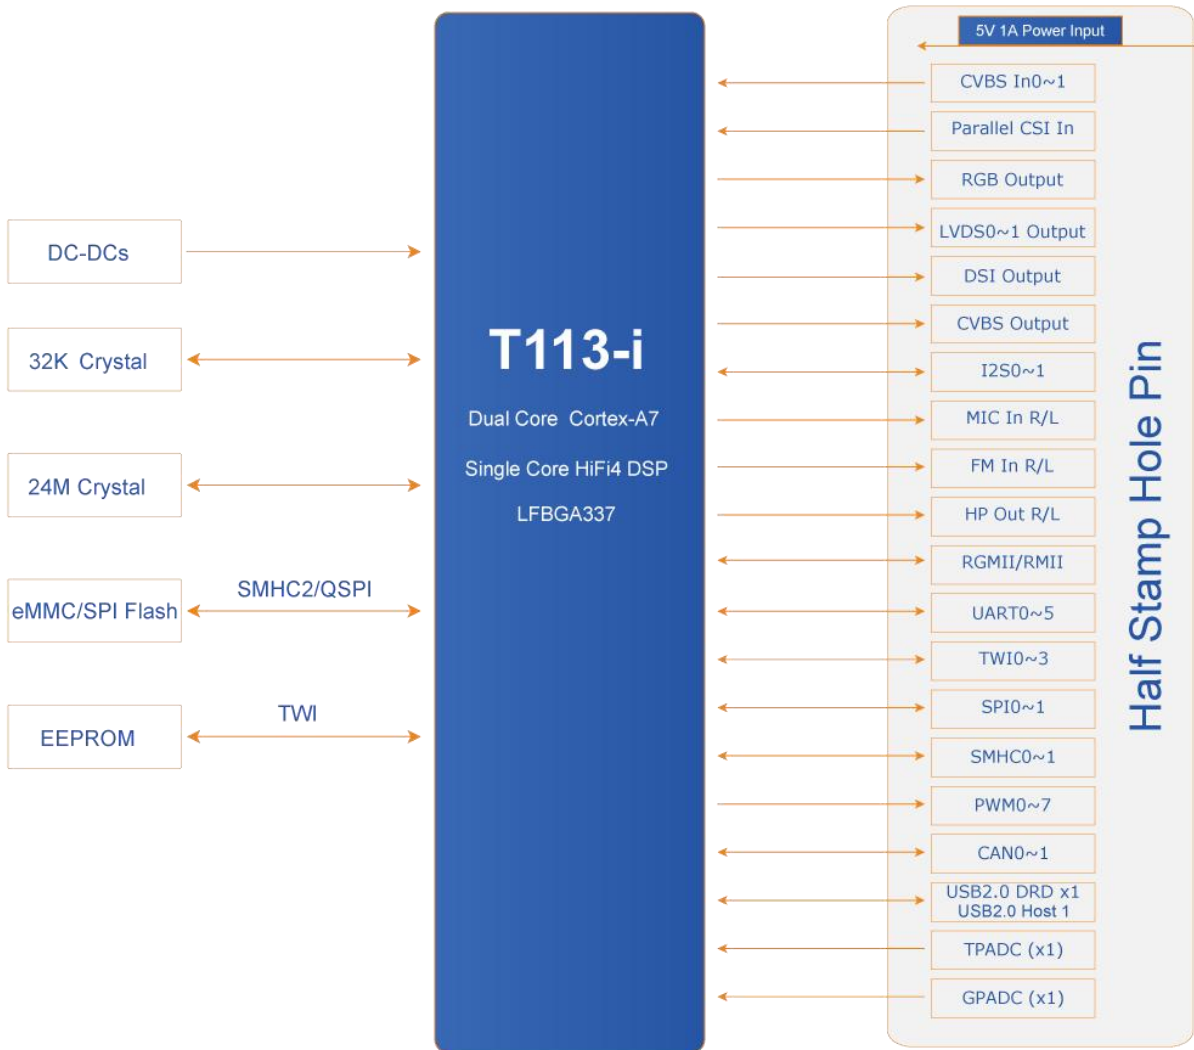 DC-DCs
32K Crystal
24M Crystal
eMMC/SPI Flash
SMHC2/QSPI
EEPROM
TWI
T113-i
Dual Core Cortex-A7
Single Core HiFi4 DSP
LFBGA337
5V 1A Power Input
CVBS In0~1
Parallel CSI In
RGB Output
LVDS0~1 Output
DSI Output
CVBS Output
I2S0~1
MIC In R/L
FM In R/L
HP Out R/L
RGMII/RMII
UART0~5
TWI0~3
SPI0~1
SMHC0~1
PWM0~7
CAN0~1
USB2.0 DRD x1
USB2.0 Host 1
TPADC (x1)
GPADC (x1)
Half Stamp Hole Pin